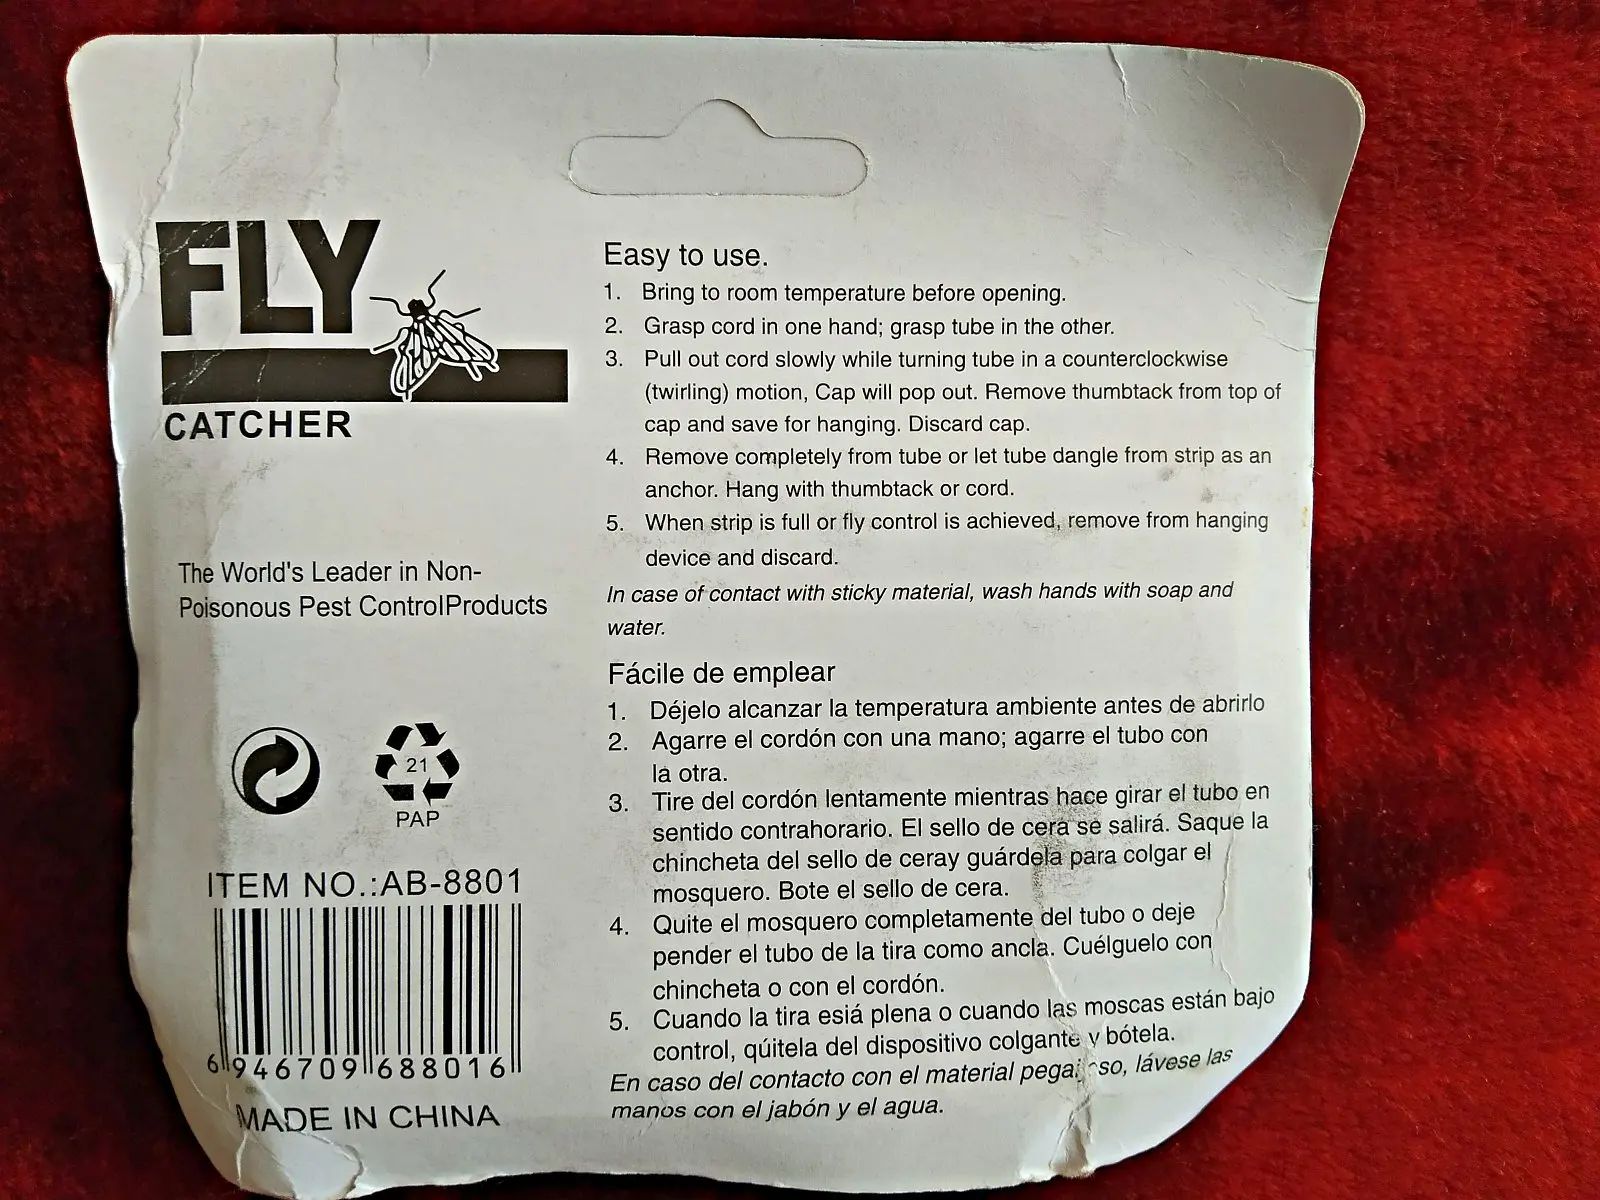 FLY
CATCHER
The World's Leader in Non-
Poisonous Pest ControlProducts
21
PAP
ITEM NO.:AB-8801
6 946709 688016
MADE IN CHINA
Easy to use.
1. Bring to room temperature before opening.
2. Grasp cord in one hand; grasp tube in the other.
3. Pull out cord slowly while turning tube in a counterclockwise
(twirling) motion, Cap will pop out. Remove thumbtack from top of
cap and save for hanging. Discard cap.
4. Remove completely from tube or let tube dangle from strip as an
anchor. Hang with thumbtack or cord.
5. When strip is full or fly control is achieved, remove from hanging
device and discard.
In case of contact with sticky material, wash hands with soap and
water.
Fácile de emplear
1. Déjelo alcanzar la temperatura ambiente antes de abrirlo
2. Agarre el cordón con una mano; agarre el tubo con
la otra.
3. Tire del cordón lentamente mientras hace girar el tubo en
sentido contrahorario. El sello de cera se salirá. Saque la
chincheta del sello de ceray guárdela para colgar el
mosquero. Bote el sello de cera.
4. Quite el mosquero completamente del tubo o deje
pender el tubo de la tira como ancla. Cuélguelo con
chincheta o con el cordón.
5. Cuando la tira esiá plena o cuando las moscas están bajo
control, qúitela del dispositivo colgante y bótela.
En caso del contacto con el material pegajoso, lávese las
manos con el jabón y el agua.